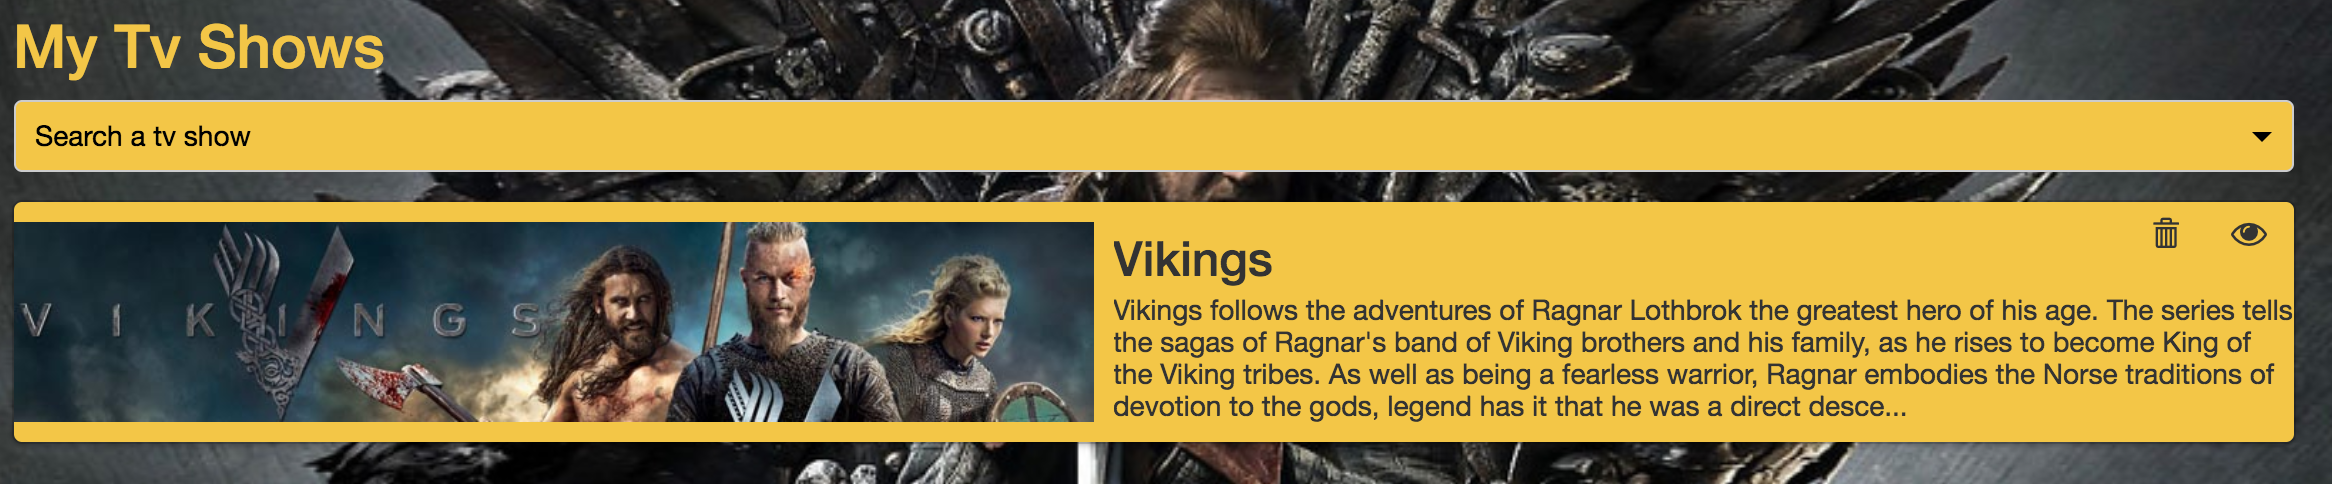 My Tv Shows
Search a tv show
VIKINGS
Vikings
Vikings follows the adventures of Ragnar Lothbrok the greatest hero of his age. The series tells
the sagas of Ragnar's band of Viking brothers and his family, as he rises to become King of
the Viking tribes. As well as being a fearless warrior, Ragnar embodies the Norse traditions of
devotion to the gods, legend has it that he was a direct desce...